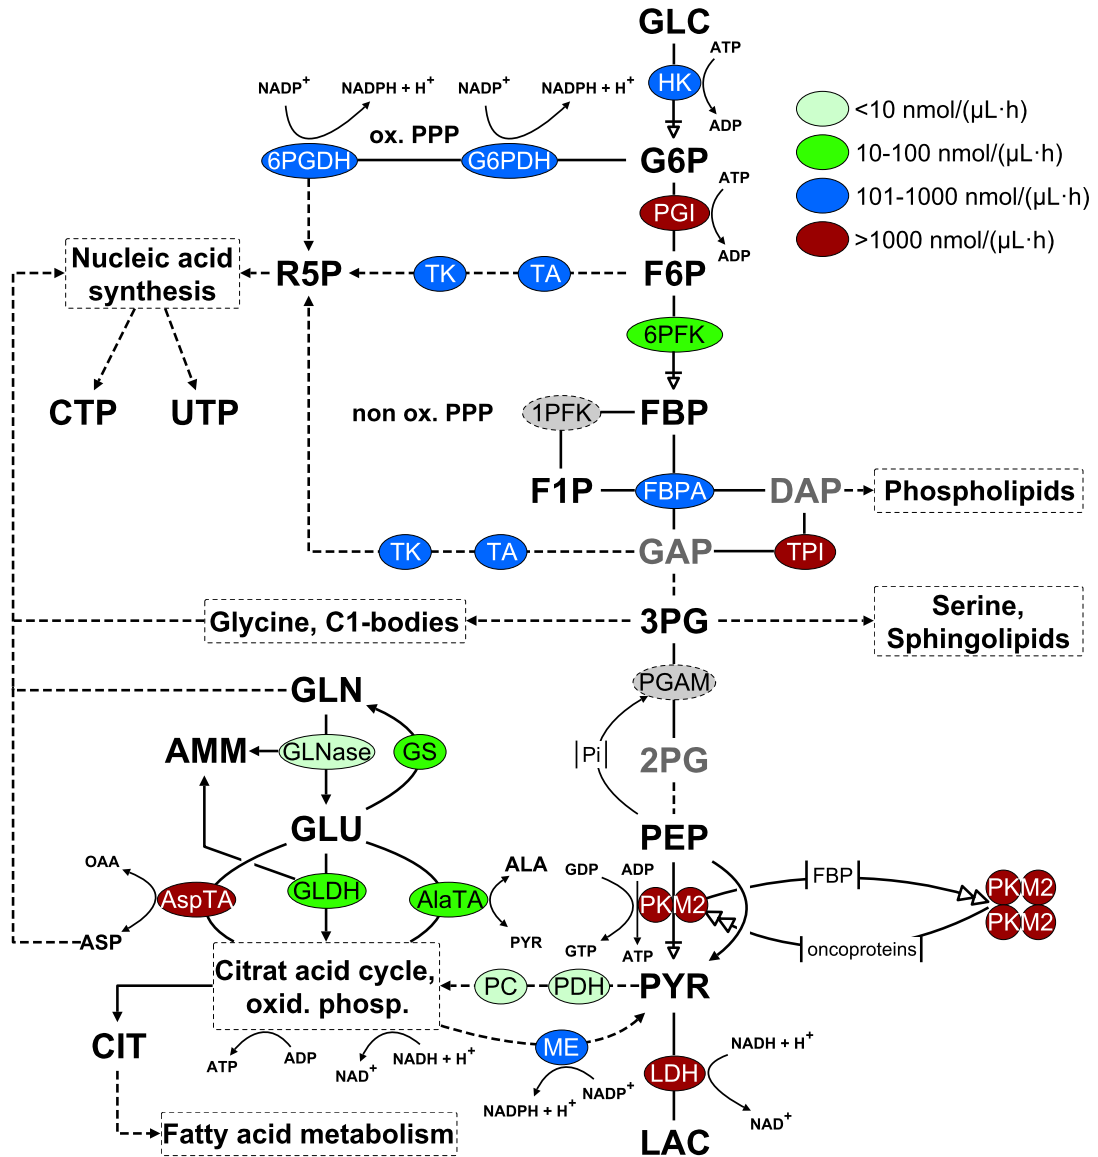 GLC
ATP
HK
ADP
NADP+
NADPH + H+
NADP+
NADPH + H+
<10 nmol/(µL·h)
10-100 nmol/(µL·h)
101-1000 nmol/(µL·h)
>1000 nmol/(µL·h)
ox. PPP
6PGDH
G6PDH
G6P
ATP
PGI
ADP
Nucleic acid
synthesis
R5P
TK
TA
F6P
6PFK
CTP
UTP
non ox. PPP
1PFK
FBP
F1P
FBPA
DAP
Phospholipids
TK
TA
GAP
TPI
Glycine, C1-bodies
3PG
Serine,
Sphingolipids
GLN
PGAM
AMM
GLNase
GS
|Pi|
2PG
GLU
PEP
OAA
AspTA
ASP
GLDH
AlaTA
ALA
PYR
GDP
ADP
GTP
ATP
PKM2
FBP
oncoproteins
PKM2
PKM2
Citrat acid cycle,
oxid. phosp.
PC
PDH
PYR
CIT
ATP
ADP
NAD+
NADH + H+
ME
NADPH + H+
NADP+
LDH
NADH + H+
NAD+
Fatty acid metabolism
LAC